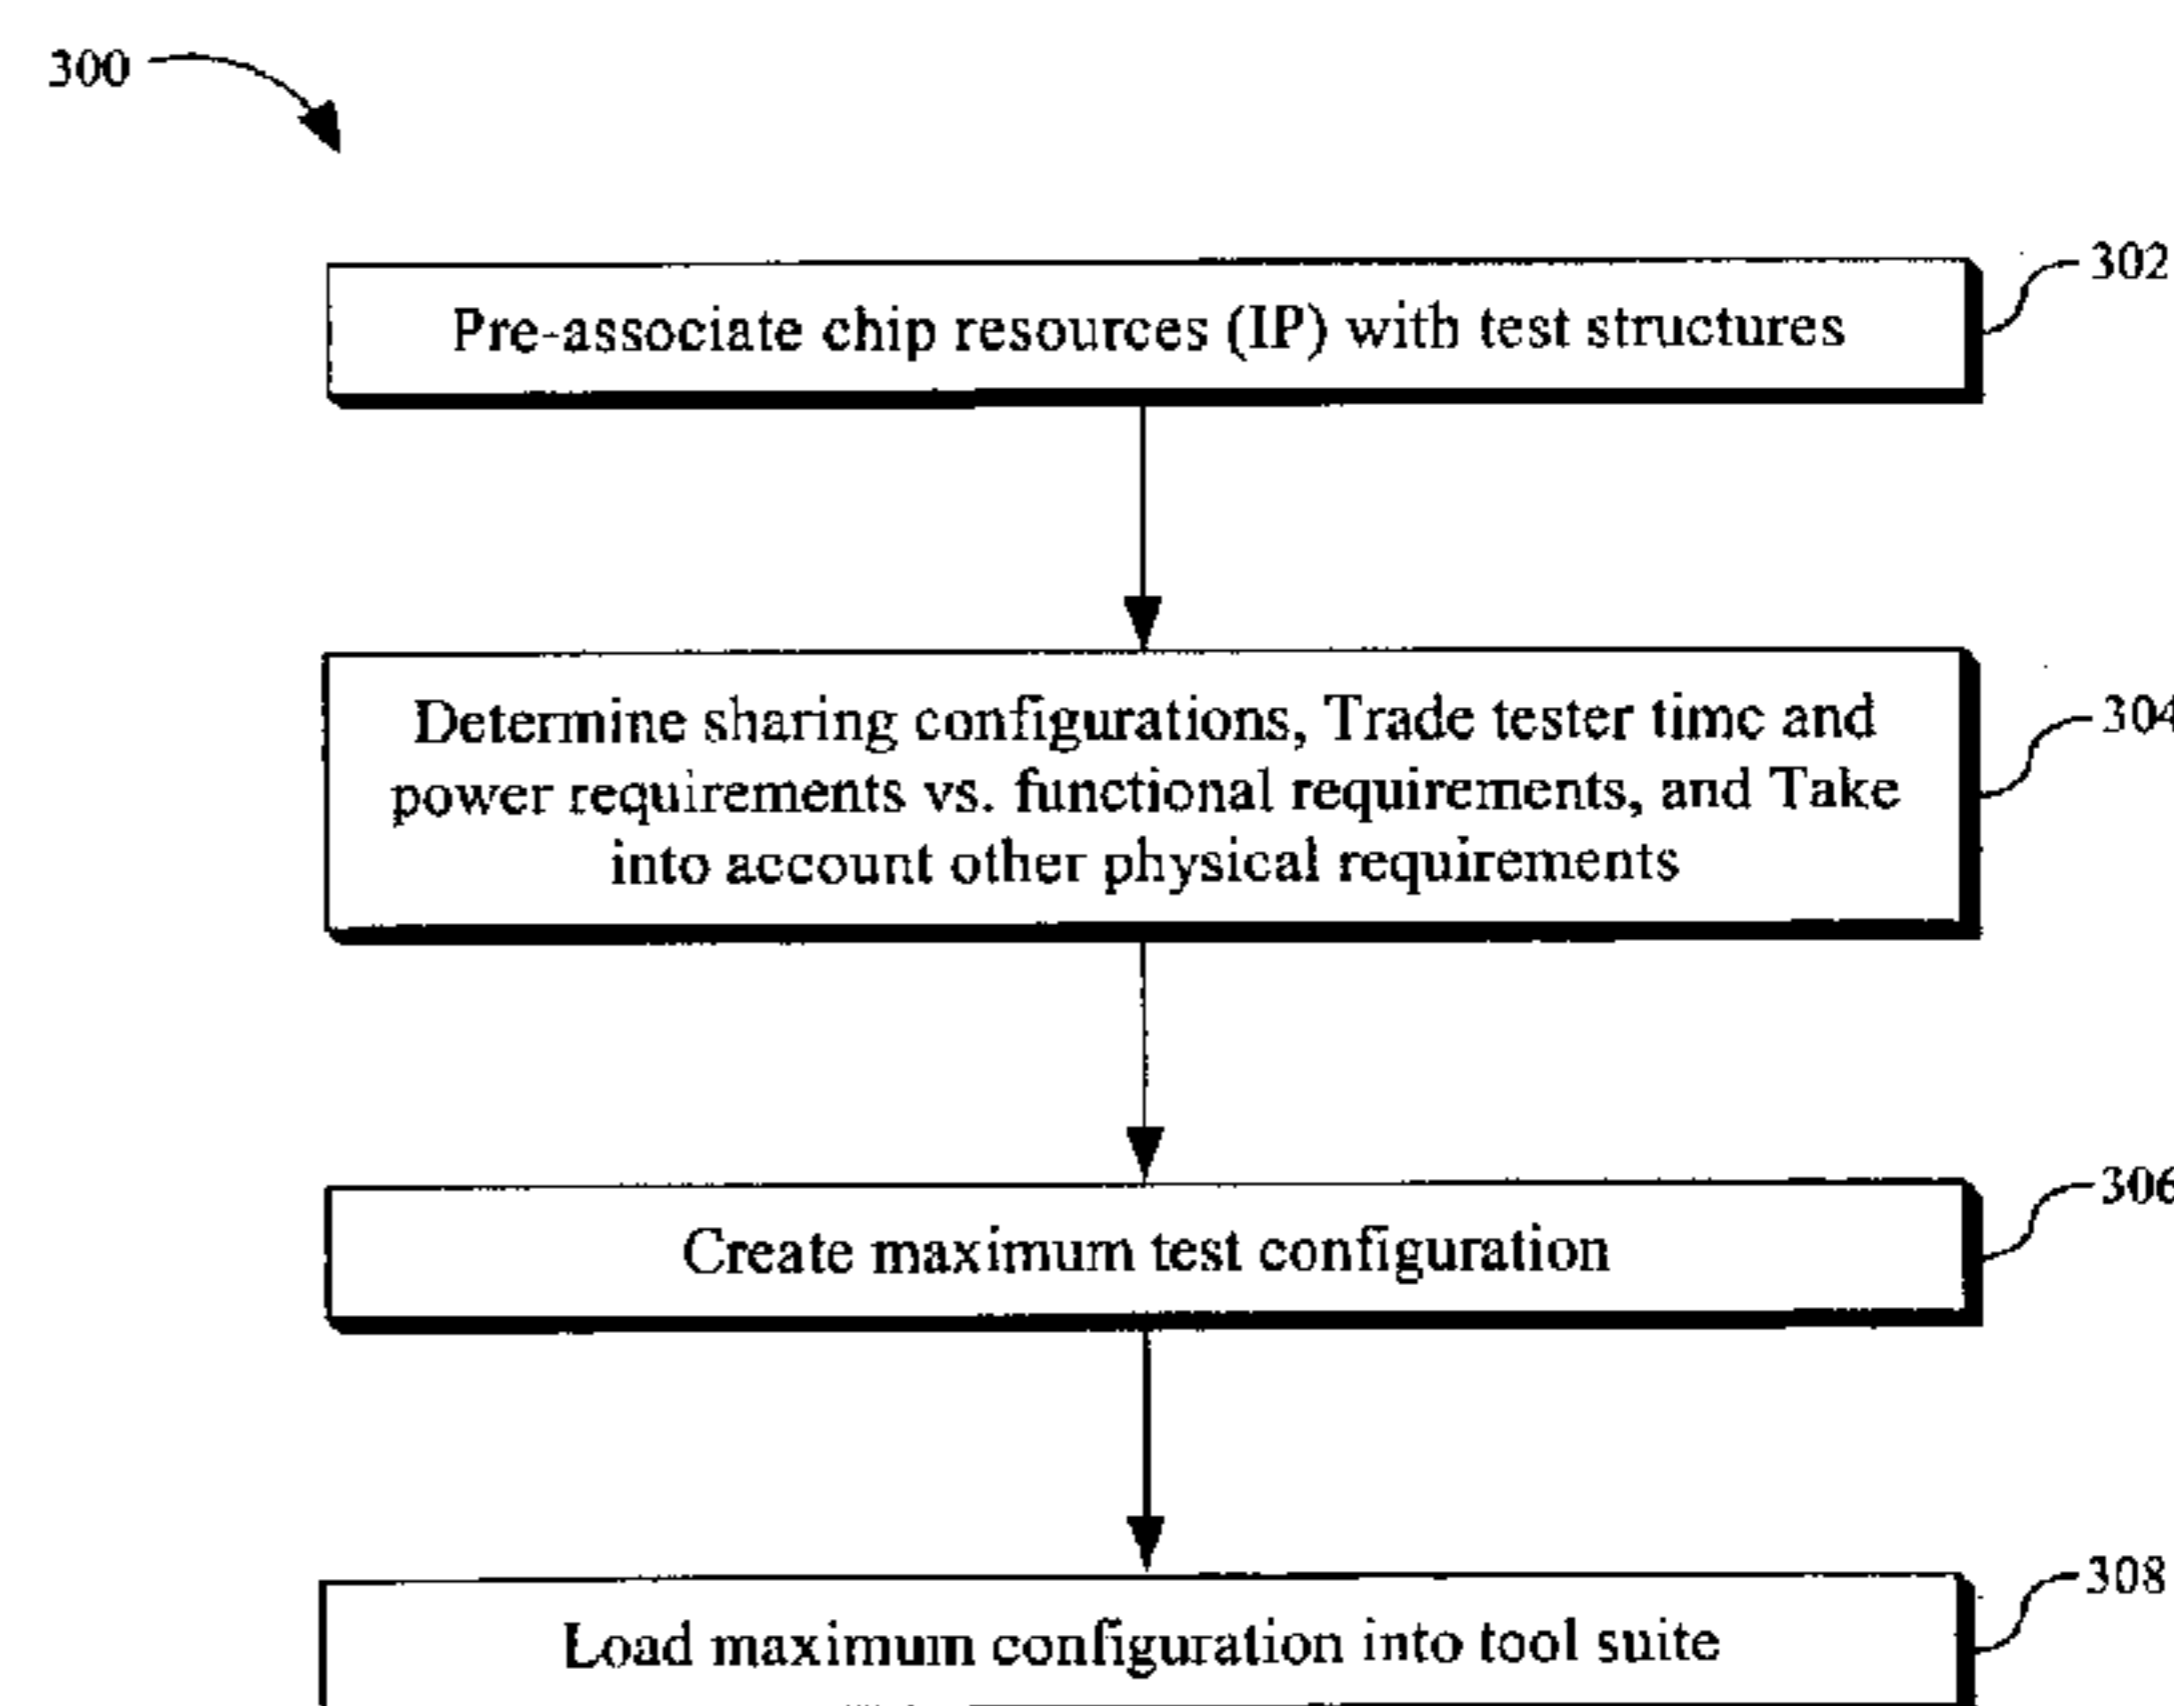 300
302
Pre-associate chip resources (IP) with test structures
304
Determine sharing configurations, Trade tester time and
power requirements vs. functional requirements, and Take
into account other physical requirements
306
Create maximum test configuration
308
Load maximum configuration into tool suite